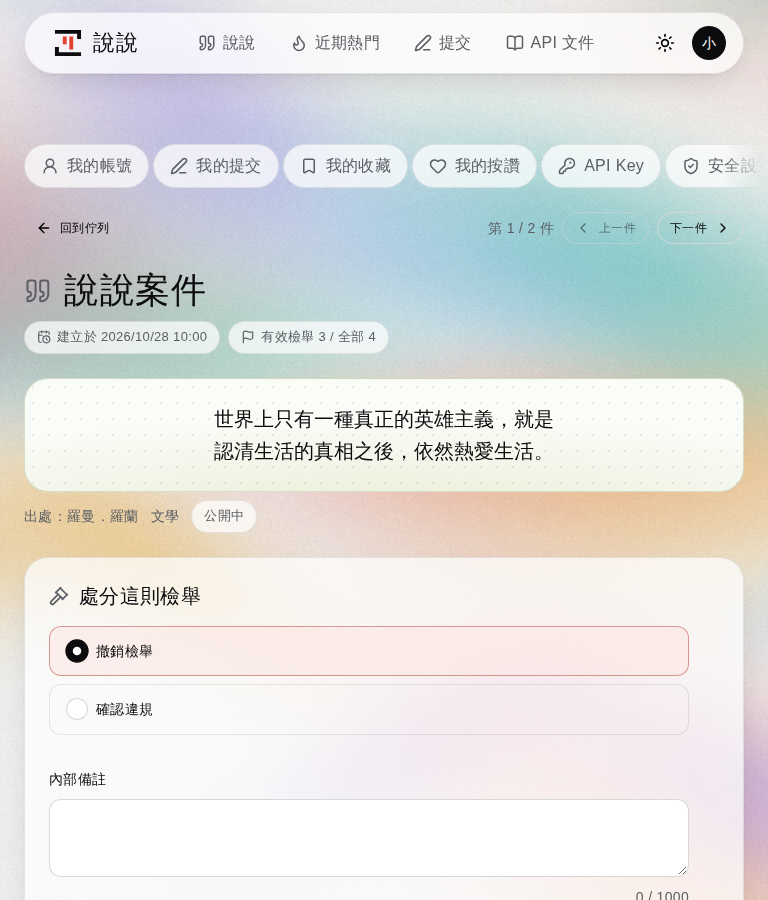 說說 說說 近期熱門 提交 API 文件 小
我的帳號 我的提交 我的收藏 我的按讚 API Key 安全設
回到佇列 第 1 / 2 件 上一件 下一件
說說案件
建立於 2026/10/28 10:00 有效檢舉 3 / 全部 4
世界上只有一種真正的英雄主義，就是
認清生活的真相之後，依然熱愛生活。
出處：羅曼．羅蘭 文學 公開中
處分這則檢舉
撤銷檢舉
確認違規
內部備註
0 / 1000